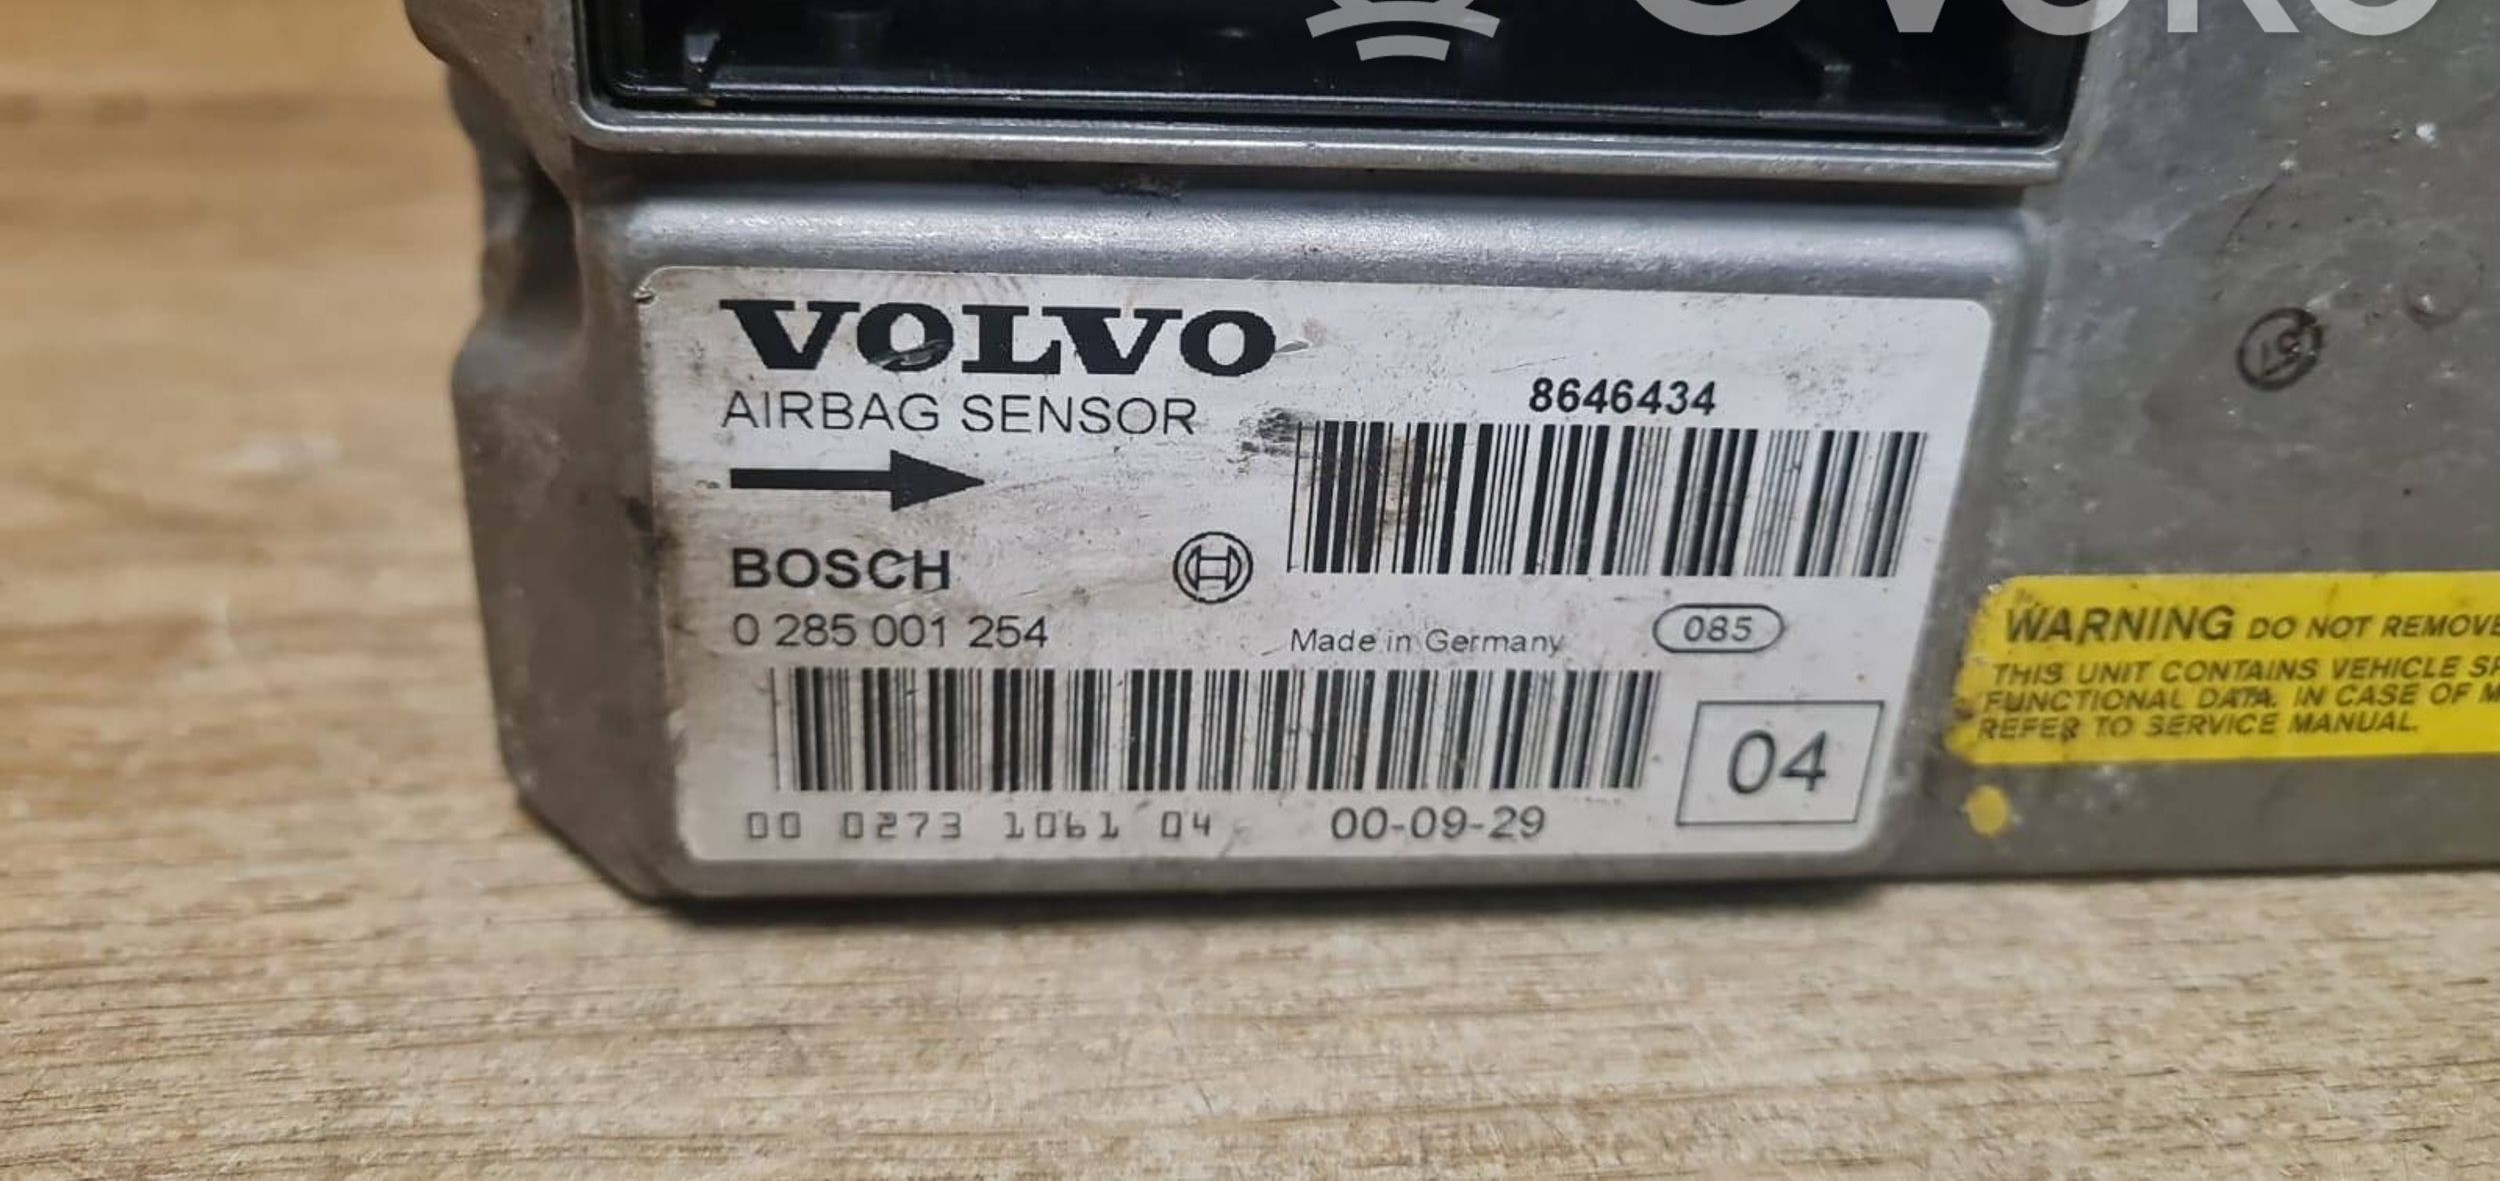 VOLVO
AIRBAG SENSOR
8646434
BOSCH
0 285 001 254
Made in Germany
085
04
00 0273 1061 04 00-09-29
WARNING DO NOT REMOVE
THIS UNIT CONTAINS VEHICLE
FUNCTIONAL DATA. IN CASE OF
REFER TO SERVICE MANUAL.